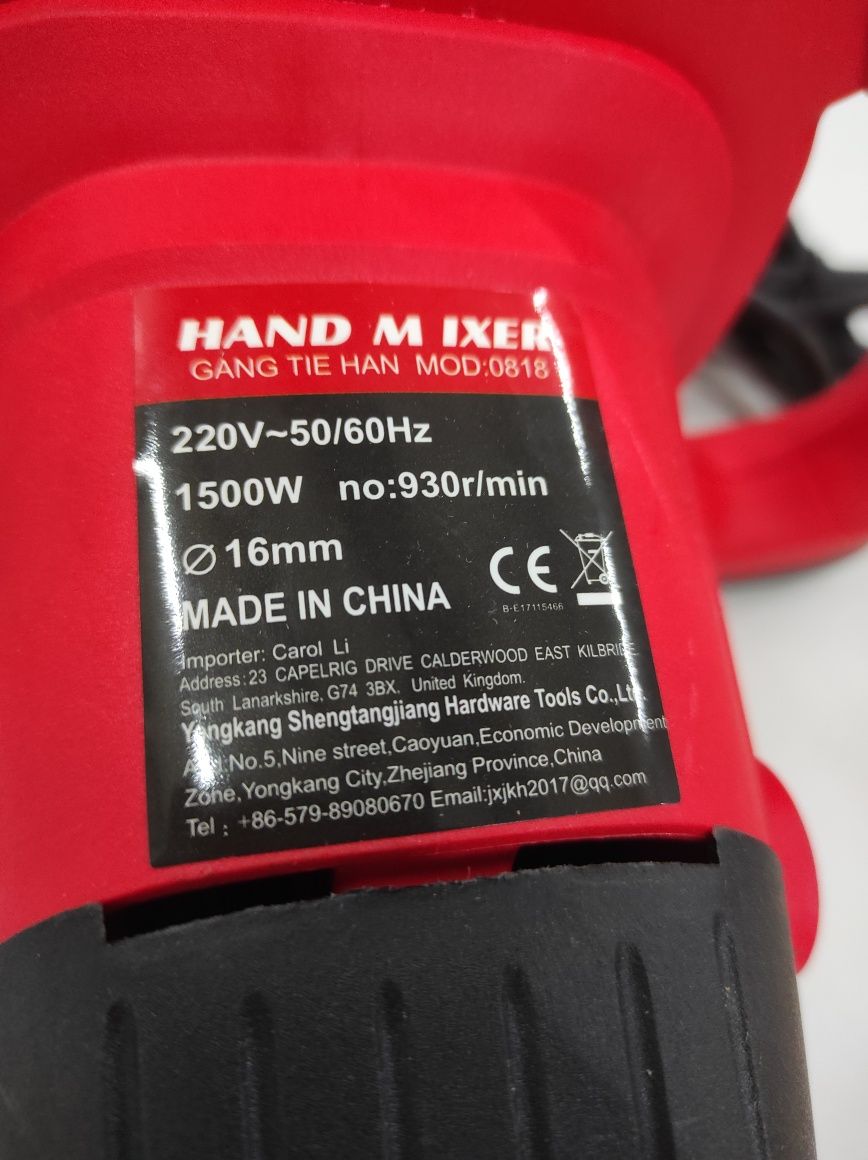 HAND M IXER
GANG TIE HAN MOD:0818
220V~50/60Hz
1500W no:930r/min
Ø 16mm
CE
B-E17115466
MADE IN CHINA
Importer: Carol Li
Address:23 CAPELRIG DRIVE CALDERWOOD EAST KILBRIDE.
South Lanarkshire, G74 3BX. United Kingdom.
Yongkang Shengtangjiang Hardware Tools Co.,Ltd.
Add:No.5,Nine street,Caoyuan,Economic Development
Zone,Yongkang City,Zhejiang Province,China
Tel : +86-579-89080670 Email:jxjkh2017@qq.com